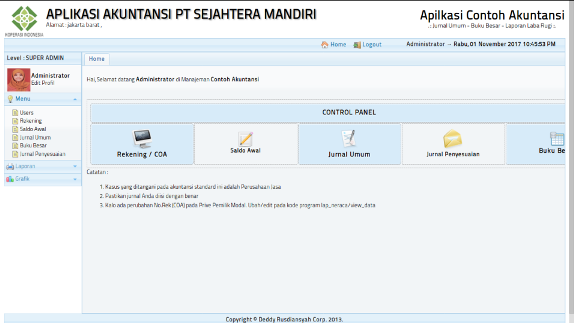 APLIKASI AKUNTANSI PT SEJAHTERA MANDIRI
Alamat : jakarta barat ,
KOPERASI INDONESIA
Apilkasi Contoh Akuntansi
.: Jurnal Umum - Buku Besar - Laporan Laba Rugi :.
Home Logout Administrator -- Rabu, 01 November 2017 10:45:53 PM
Level : SUPER ADMIN
Administrator
Edit Profil
Menu
Users
Rekening
Saldo Awal
Jurnal Umum
Buku Besar
Jurnal Penyesuaian
Laporan
Grafik
Home
Hai, Selamat datang Administrator di Manajeman Contoh Akuntansi
CONTROL PANEL
Rekening / COA
Saldo Awal
Jurnal Umum
Jurnal Penyesuaian
Buku Be
Catatan :
1. Kasus yang ditangani pada akuntansi standard ini adalah Perusahaan Jasa
2. Pastikan jurnal Anda diisi dengan benar
3. Kalo ada perubahan No.Rek (COA) pada Prive Pemilik Modal. Ubah/edit pada kode program lap_neraca/view_data
Copyright © Deddy Rusdiansyah Corp. 2013.